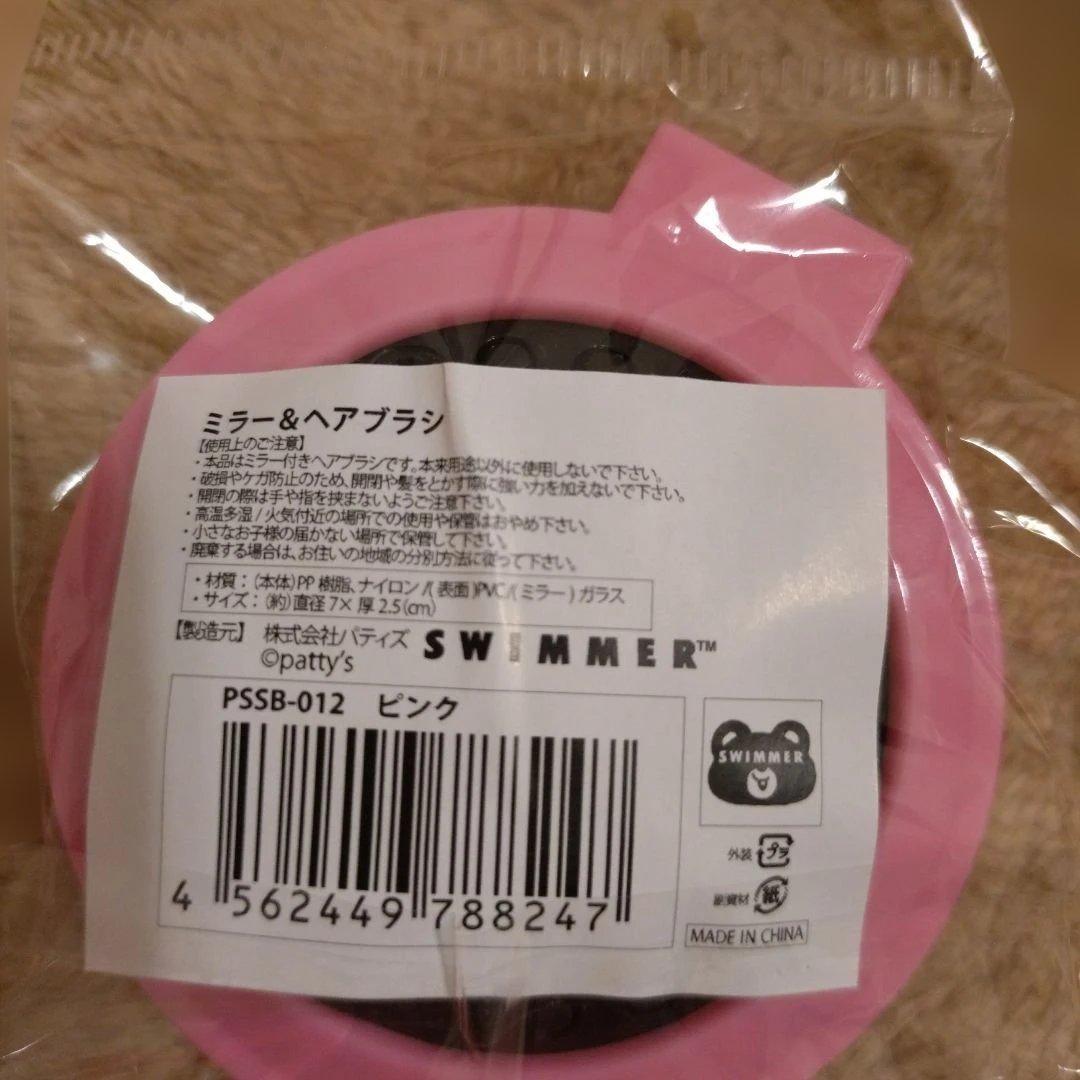 ミラー＆ヘアブラシ
【使用上のご注意】
・本品はミラー付きヘアブラシです。本来用途以外に使用しないで下さい。
・破損やケガ防止のため、開閉や髪をとかす際に強い力を加えないで下さい。
・開閉の際は手や指を挟まないようご注意下さい。
・高温多湿/火気付近の場所での使用や保管はおやめ下さい。
・小さなお子様の届かない場所で保管して下さい。
・廃棄する場合は、お住いの地域の分別方法に従って下さい。
・材質：(本体)PP樹脂、ナイロン/(表面)PVC/(ミラー)ガラス
・サイズ：(約)直径7×厚2.5(cm)
【製造元】 株式会社パティズ SWIMMER™
©patty's
PSSB-012 ピンク
4 562449 788247
SWIMMER
外装 プラ
副資材 紙
MADE IN CHINA